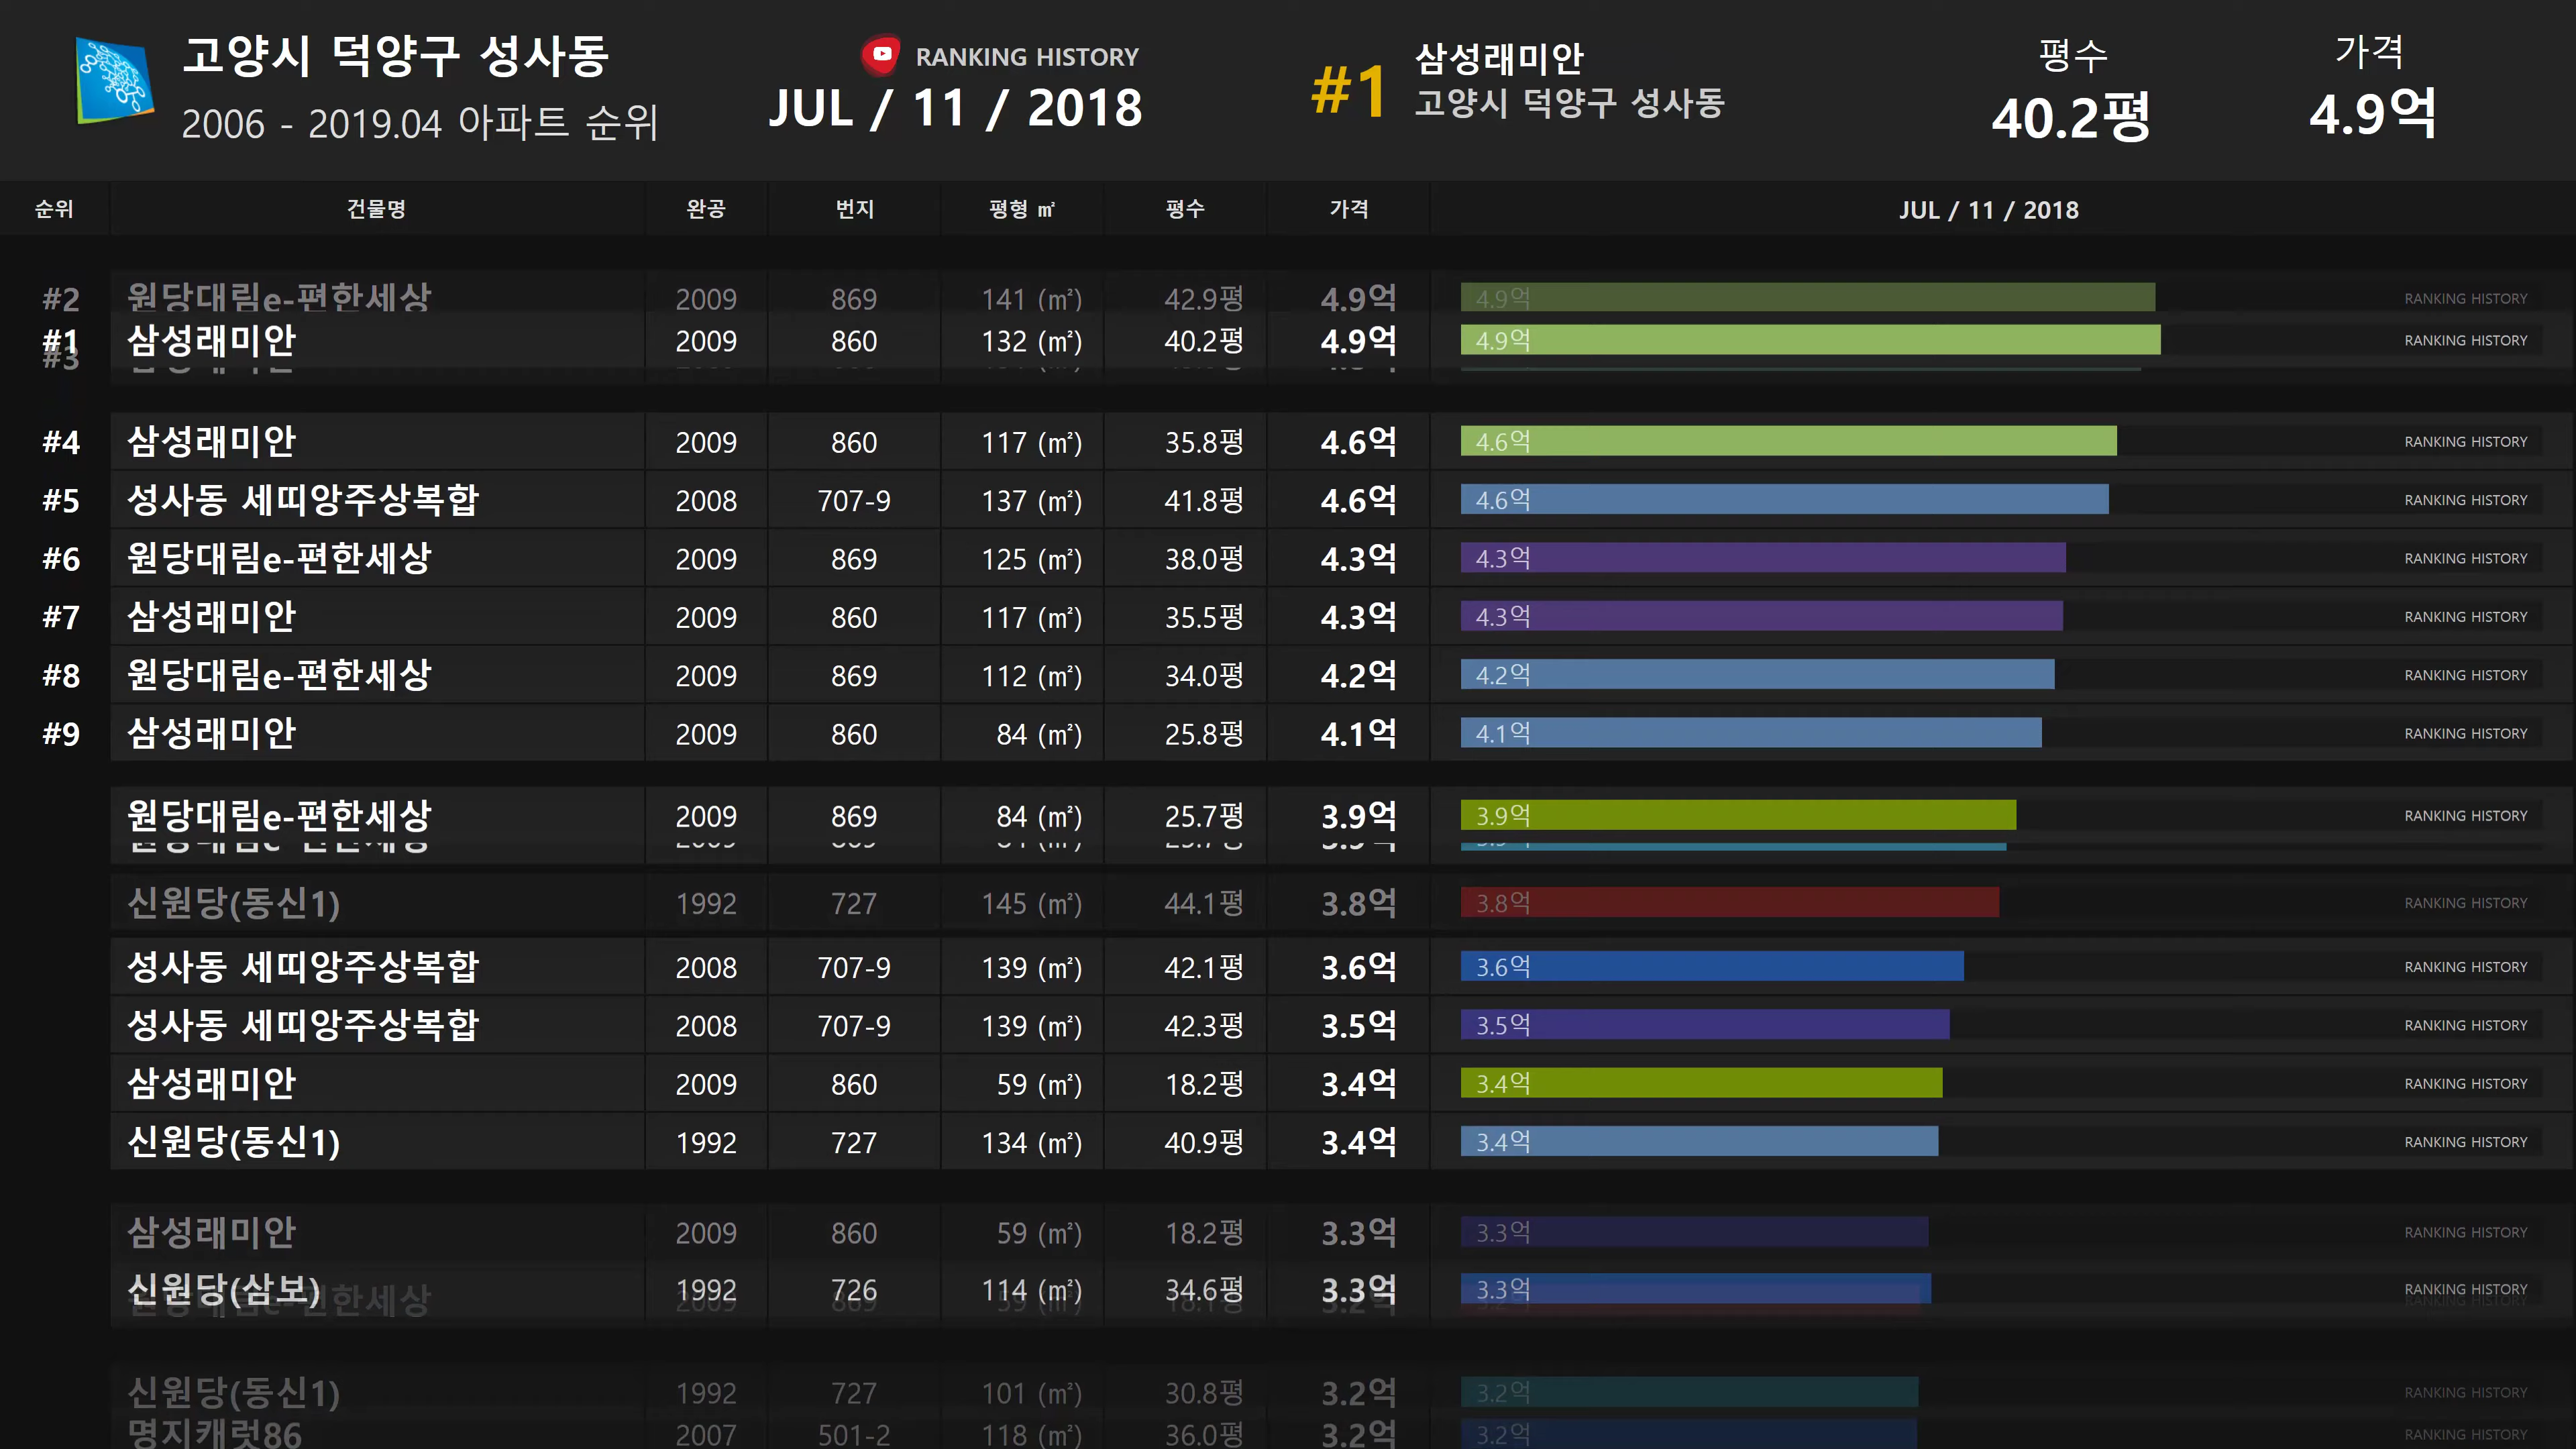 고양시 덕양구 성사동
2006 - 2019.04 아파트 순위
RANKING HISTORY
JUL / 11 / 2018
#1 삼성래미안
고양시 덕양구 성사동
평수
40.2평
가격
4.9억
순위 건물명 완공 번지 평형 ㎡ 평수 가격 JUL / 11 / 2018
#2 원당대림e-편한세상 2009 869 141 (㎡) 42.9평 4.9억 4.9억 RANKING HISTORY
#1 삼성래미안 2009 860 132 (㎡) 40.2평 4.9억 4.9억 RANKING HISTORY
#3
#4 삼성래미안 2009 860 117 (㎡) 35.8평 4.6억 4.6억 RANKING HISTORY
#5 성사동 세띠앙주상복합 2008 707-9 137 (㎡) 41.8평 4.6억 4.6억 RANKING HISTORY
#6 원당대림e-편한세상 2009 869 125 (㎡) 38.0평 4.3억 4.3억 RANKING HISTORY
#7 삼성래미안 2009 860 117 (㎡) 35.5평 4.3억 4.3억 RANKING HISTORY
#8 원당대림e-편한세상 2009 869 112 (㎡) 34.0평 4.2억 4.2억 RANKING HISTORY
#9 삼성래미안 2009 860 84 (㎡) 25.8평 4.1억 4.1억 RANKING HISTORY
원당대림e-편한세상 2009 869 84 (㎡) 25.7평 3.9억 3.9억 RANKING HISTORY
신원당(동신1) 1992 727 145 (㎡) 44.1평 3.8억 3.8억 RANKING HISTORY
성사동 세띠앙주상복합 2008 707-9 139 (㎡) 42.1평 3.6억 3.6억 RANKING HISTORY
성사동 세띠앙주상복합 2008 707-9 139 (㎡) 42.3평 3.5억 3.5억 RANKING HISTORY
삼성래미안 2009 860 59 (㎡) 18.2평 3.4억 3.4억 RANKING HISTORY
신원당(동신1) 1992 727 134 (㎡) 40.9평 3.4억 3.4억 RANKING HISTORY
삼성래미안 2009 860 59 (㎡) 18.2평 3.3억 3.3억 RANKING HISTORY
신원당(삼보) 1992 726 114 (㎡) 34.6평 3.3억 3.3억 RANKING HISTORY
신원당(동신1) 1992 727 101 (㎡) 30.8평 3.2억 3.2억 RANKING HISTORY
명지캐럿86 2007 501-2 118 (㎡) 36.0평 3.2억 3.2억 RANKING HISTORY